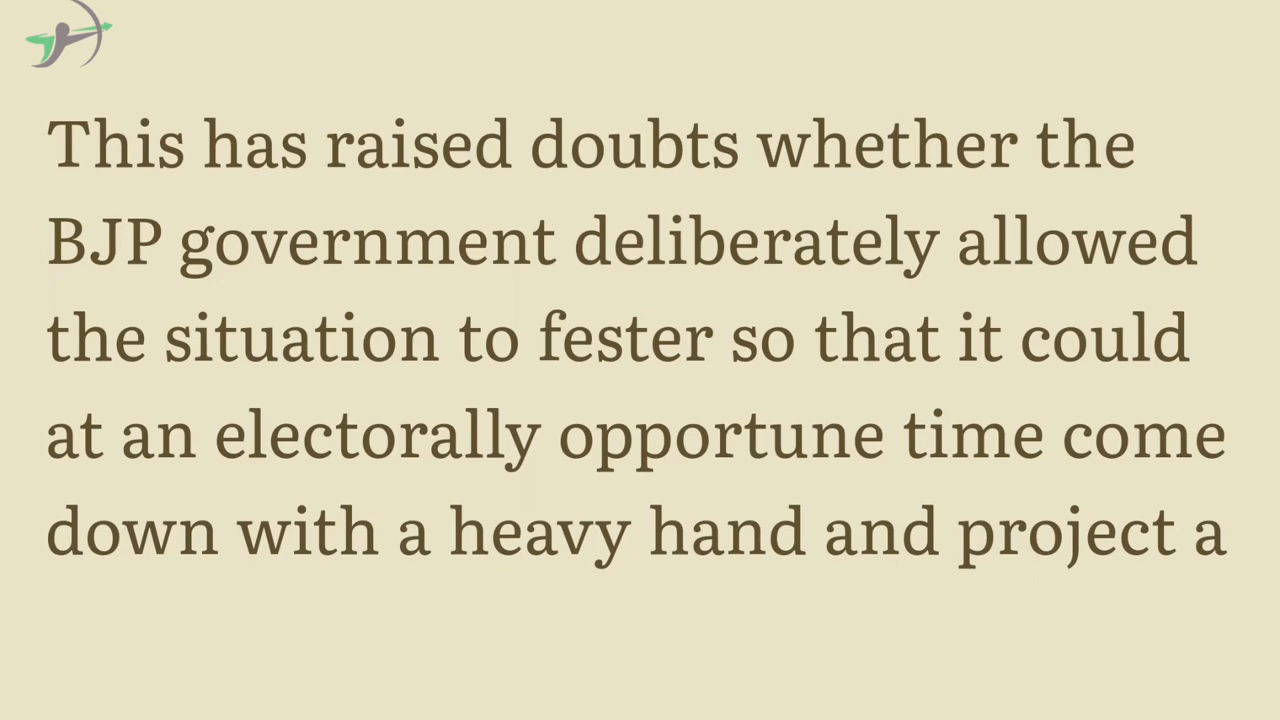 This has raised doubts whether the
BJP government deliberately allowed
the situation to fester so that it could
at an electorally opportune time come
down with a heavy hand and project a